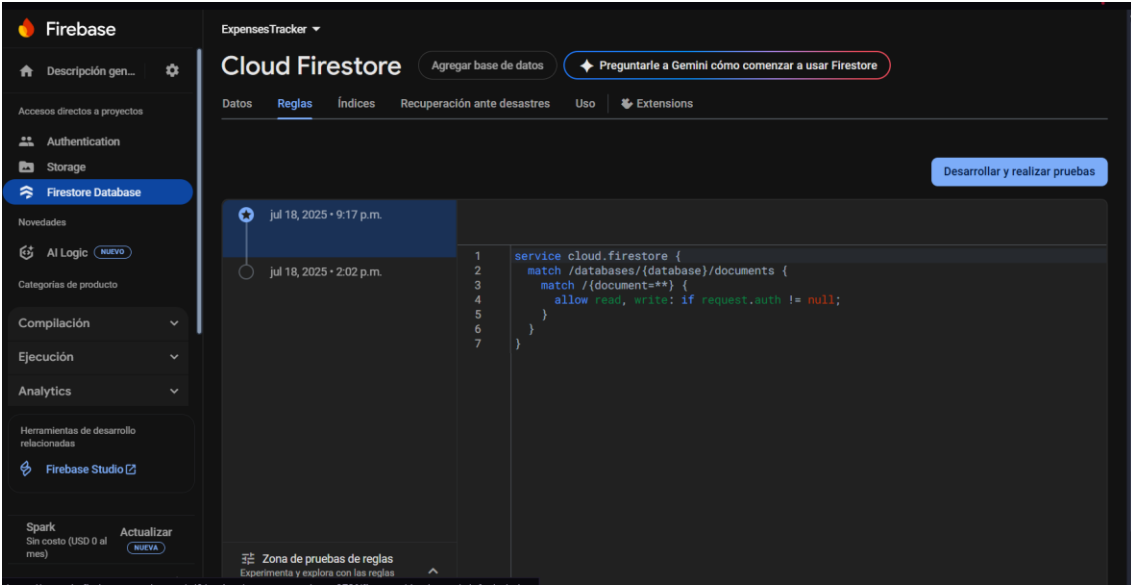 Firebase
Descripción gen...
Accesos directos a proyectos
Authentication
Storage
Firestore Database
Novedades
AI Logic NUEVO
Categorías de producto
Compilación
Ejecución
Analytics
Herramientas de desarrollo
relacionadas
Firebase Studio
Spark
Sin costo (USD 0 al
mes)
Actualizar
NUEVA
ExpensesTracker
Cloud Firestore
Agregar base de datos
Preguntarle a Gemini cómo comenzar a usar Firestore
Datos Reglas Índices Recuperación ante desastres Uso Extensions
Desarrollar y realizar pruebas
jul 18, 2025 • 9:17 p.m.
jul 18, 2025 • 2:02 p.m.
Zona de pruebas de reglas
Experimenta y explora con las reglas
1 service cloud.firestore {
2 match /databases/{database}/documents {
3 match /{document=**} {
4 allow read, write: if request.auth != null;
5 }
6 }
7 }